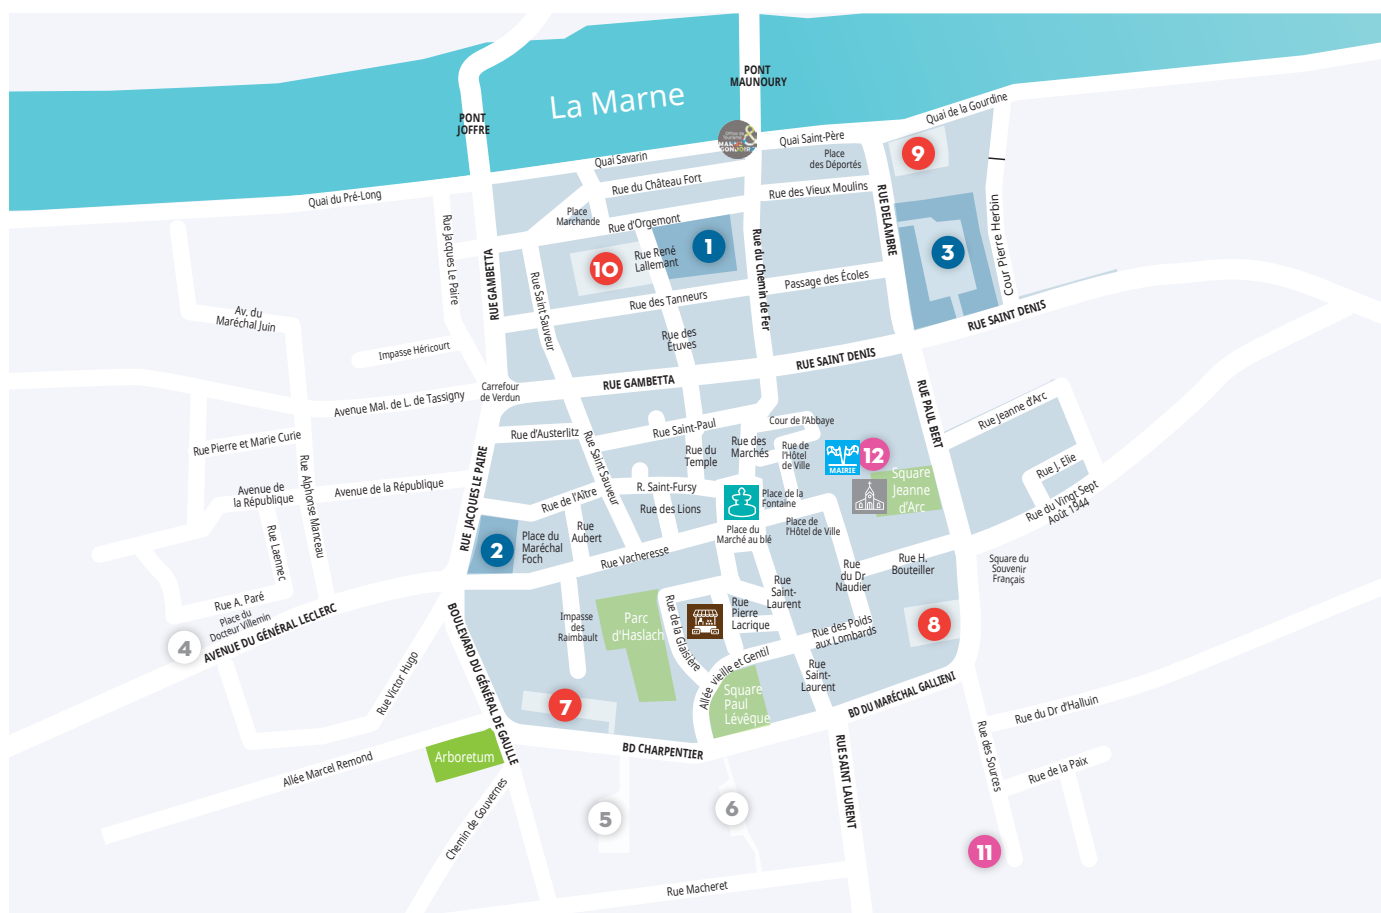 PONT
MAUNOURY
La Marne
PONT
JOFFRE
Office de
Tourisme
&
Quai de la Gourdine
Quai Saint-Père
Place
des Déportés
9
Quai Savarin
Rue du Château Fort
Rue des Vieux Moulins
Quai du Pré-Long
Place
Marchande
Rue d'Orgemont
1
Rue René
Lallemant
10
Rue Jacques Le Paire
RUE GAMBETTA
Rue Saint Sauveur
Rue du Chemin de Fer
RUE DELAMBRE
3
Cour Pierre Herbin
Passage des Écoles
Rue des Tanneurs
Rue des
Étuves
RUE SAINT DENIS
Av. du
Maréchal Juin
Impasse Héricourt
RUE SAINT DENIS
RUE GAMBETTA
Carrefour
de Verdun
Avenue Mal. de L. de Tassigny
RUE PAUL BERT
Rue Jeanne d'Arc
Rue Pierre et Marie Curie
Rue d'Austerlitz
Rue Saint-Paul
Cour de l'Abbaye
Rue Saint Sauveur
Rue du
Temple
Rue des
Marchés
Rue de
l'Hôtel
de Ville
MAIRIE
12
Rue J. Elie
Square
Jeanne
d'Arc
Rue Alphonse Manceau
Avenue de
la République
Avenue de la République
RUE JACQUES LE PAIRE
Rue de l'Aître
R. Saint-Fursy
Rue des Lions
Place de la
Fontaine
Rue du Vingt Sept
Août 1944
Place de
l'Hôtel de Ville
Place du
Marché au blé
Rue
Aubert
Place du
Maréchal
Foch
2
Rue Laennec
Rue Vacheresse
Rue H.
Bouteiller
Square du
Souvenir
Français
Rue
du Dr
Naudier
Rue
Saint-
Laurent
Rue A. Paré
Place du
Docteur Villemin
4
AVENUE DU GÉNÉRAL LECLERC
BOULEVARD DU GÉNÉRAL DE GAULLE
Impasse
des
Raimbault
Parc
d'Haslach
Rue de la Glaisière
Rue
Pierre
Lacrique
Rue des Poids
aux Lombards
8
Rue Victor Hugo
Allée vieille et Gentil
Rue
Saint-
Laurent
Square
Paul
Lévêque
BD DU MARÉCHAL GALLIENI
7
Rue du Dr d'Halluin
Rue des Sources
BD CHARPENTIER
RUE SAINT LAURENT
Arboretum
Allée Marcel Remond
Rue de la Paix
Chemin de Gouvernes
5
6
11
Rue Macheret